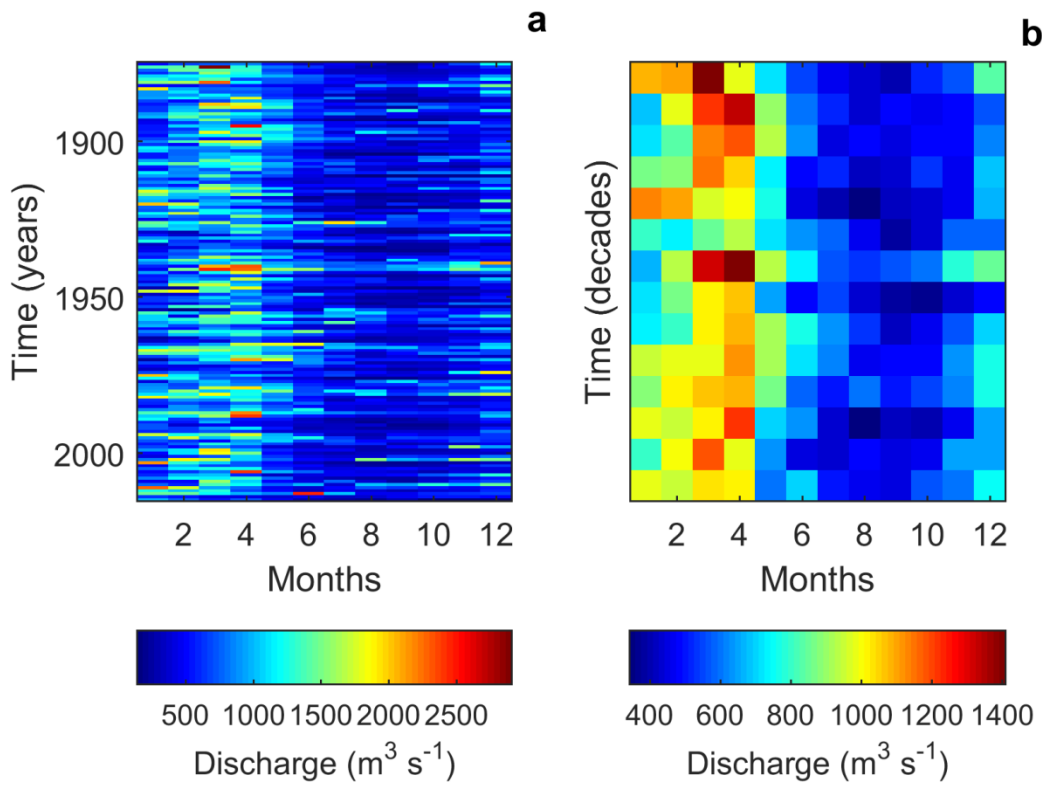 a
1900
1950
2000
Time (years)
2 4 6 8 10 12
Months
500 1000 1500 2000 2500
Discharge (m³ s⁻¹)
b
Time (decades)
2 4 6 8 10 12
Months
400 600 800 1000 1200 1400
Discharge (m³ s⁻¹)